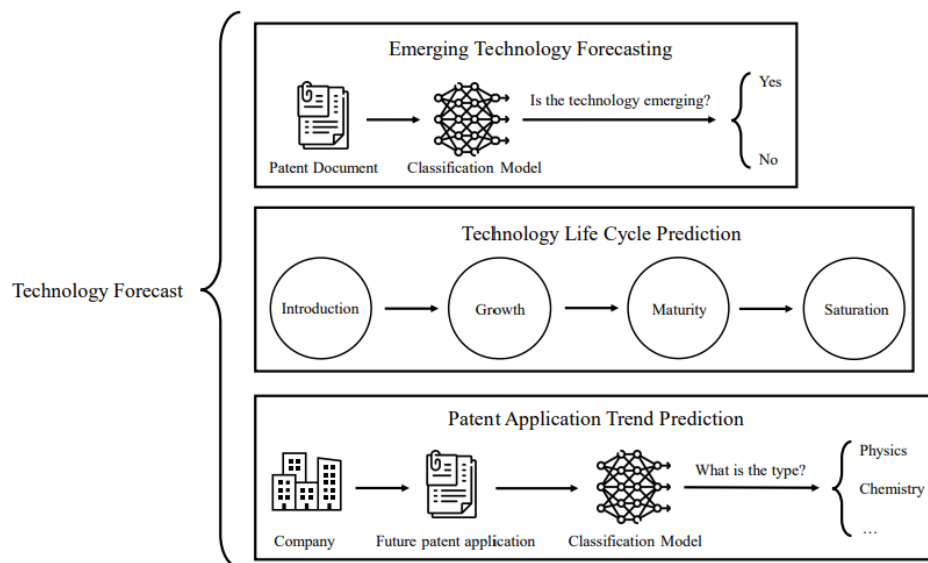 Technology Forecast
Emerging Technology Forecasting
Patent Document
Classification Model
Is the technology emerging?
Yes
No
Technology Life Cycle Prediction
Introduction
Growth
Maturity
Saturation
Patent Application Trend Prediction
Company
Future patent application
Classification Model
What is the type?
Physics
Chemistry
...